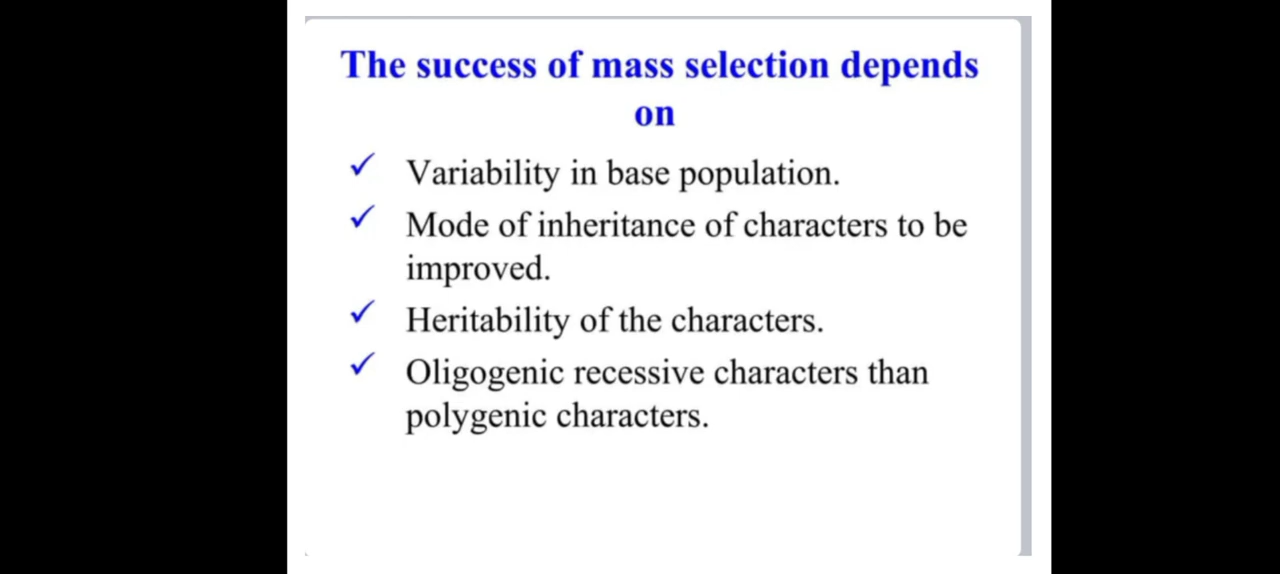 The success of mass selection depends
on
✓ Variability in base population.
✓ Mode of inheritance of characters to be
improved.
✓ Heritability of the characters.
✓ Oligogenic recessive characters than
polygenic characters.